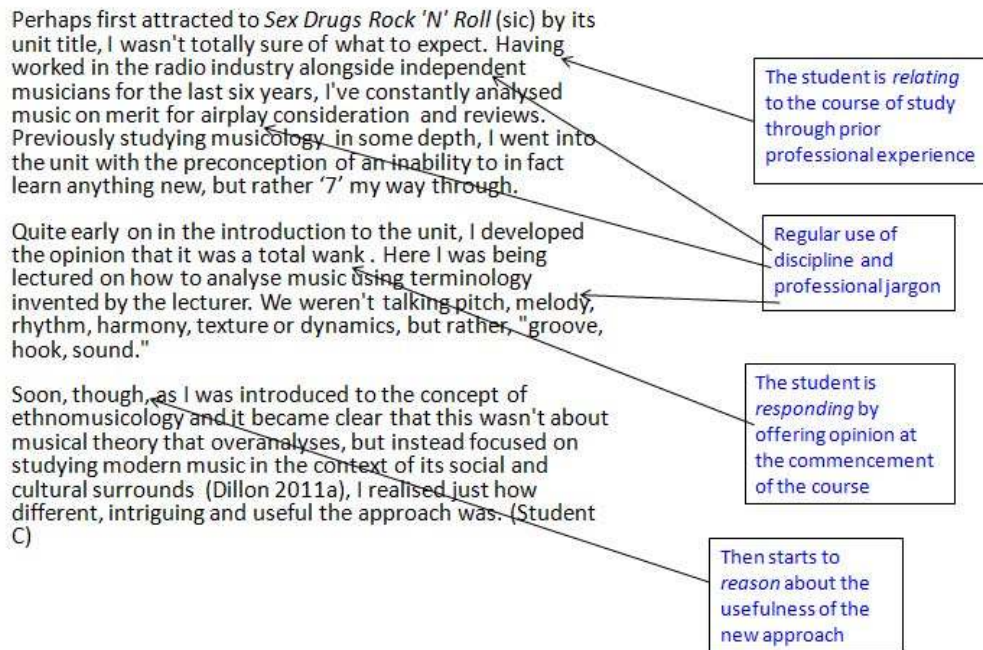 Perhaps first attracted to Sex Drugs Rock 'N' Roll (sic) by its
unit title, I wasn't totally sure of what to expect. Having
worked in the radio industry alongside independent
musicians for the last six years, I've constantly analysed
music on merit for airplay consideration and reviews.
Previously studying musicology in some depth, I went into
the unit with the preconception of an inability to in fact
learn anything new, but rather ‘7’ my way through.
Quite early on in the introduction to the unit, I developed
the opinion that it was a total wank . Here I was being
lectured on how to analyse music using terminology
invented by the lecturer. We weren't talking pitch, melody,
rhythm, harmony, texture or dynamics, but rather, "groove,
hook, sound."
Soon, though, as I was introduced to the concept of
ethnomusicology and it became clear that this wasn't about
musical theory that overanalyses, but instead focused on
studying modern music in the context of its social and
cultural surrounds (Dillon 2011a), I realised just how
different, intriguing and useful the approach was. (Student
C)
The student is relating
to the course of study
through prior
professional experience
Regular use of
discipline and
professional jargon
The student is
responding by
offering opinion at
the commencement
of the course
Then starts to
reason about the
usefulness of the
new approach